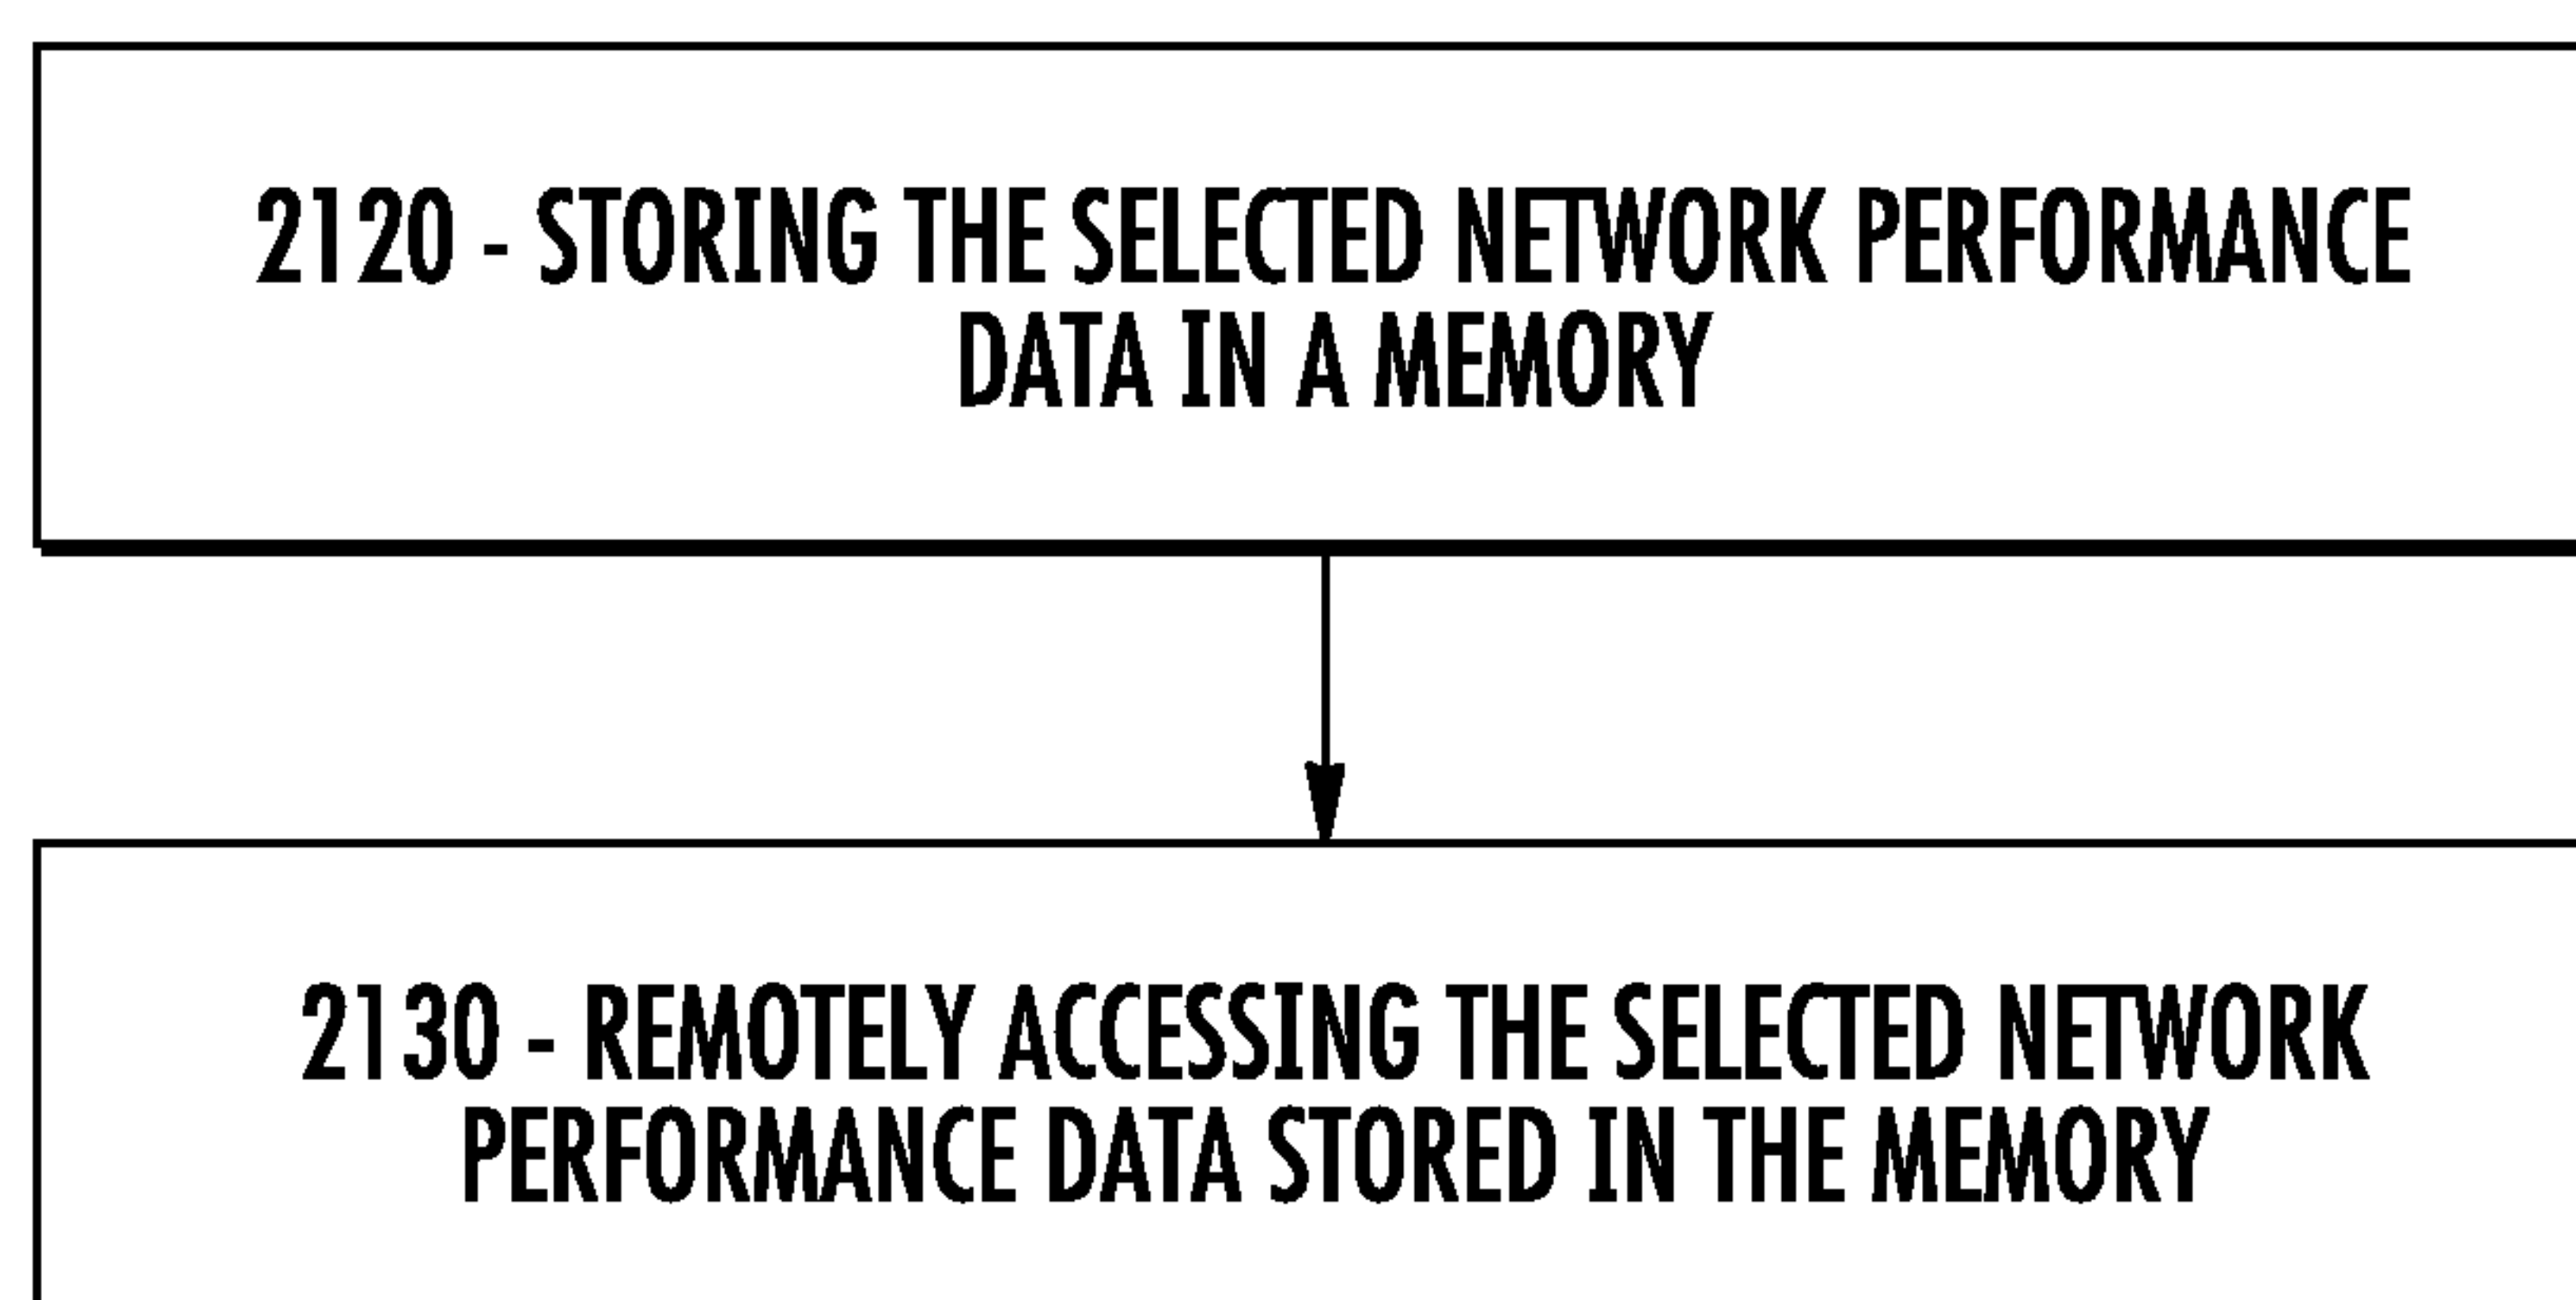 2120 - STORING THE SELECTED NETWORK PERFORMANCE
DATA IN A MEMORY
2130 - REMOTELY ACCESSING THE SELECTED NETWORK
PERFORMANCE DATA STORED IN THE MEMORY